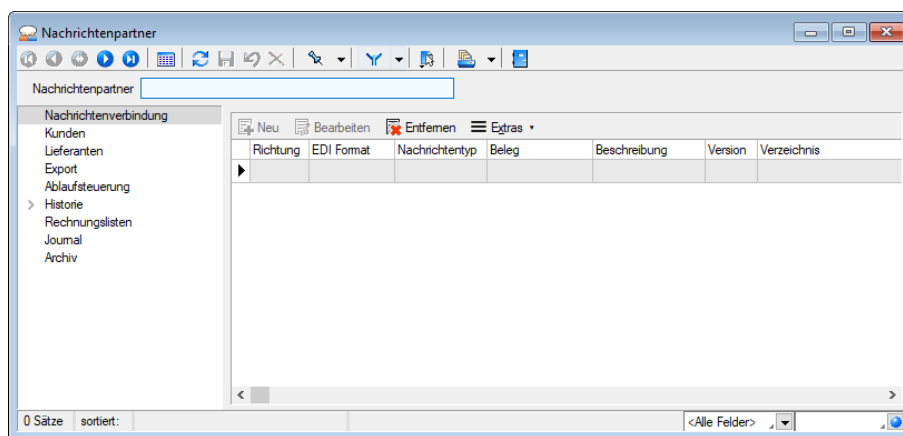 Nachrichtenpartner
Nachrichtenpartner
Nachrichtenverbindung
Kunden
Lieferanten
Export
Ablaufsteuerung
Historie
Rechnungslisten
Journal
Archiv
Neu Bearbeiten Entfernen Extras
Richtung EDI Format Nachrichtentyp Beleg Beschreibung Version Verzeichnis
0 Sätze sortiert: <Alle Felder>